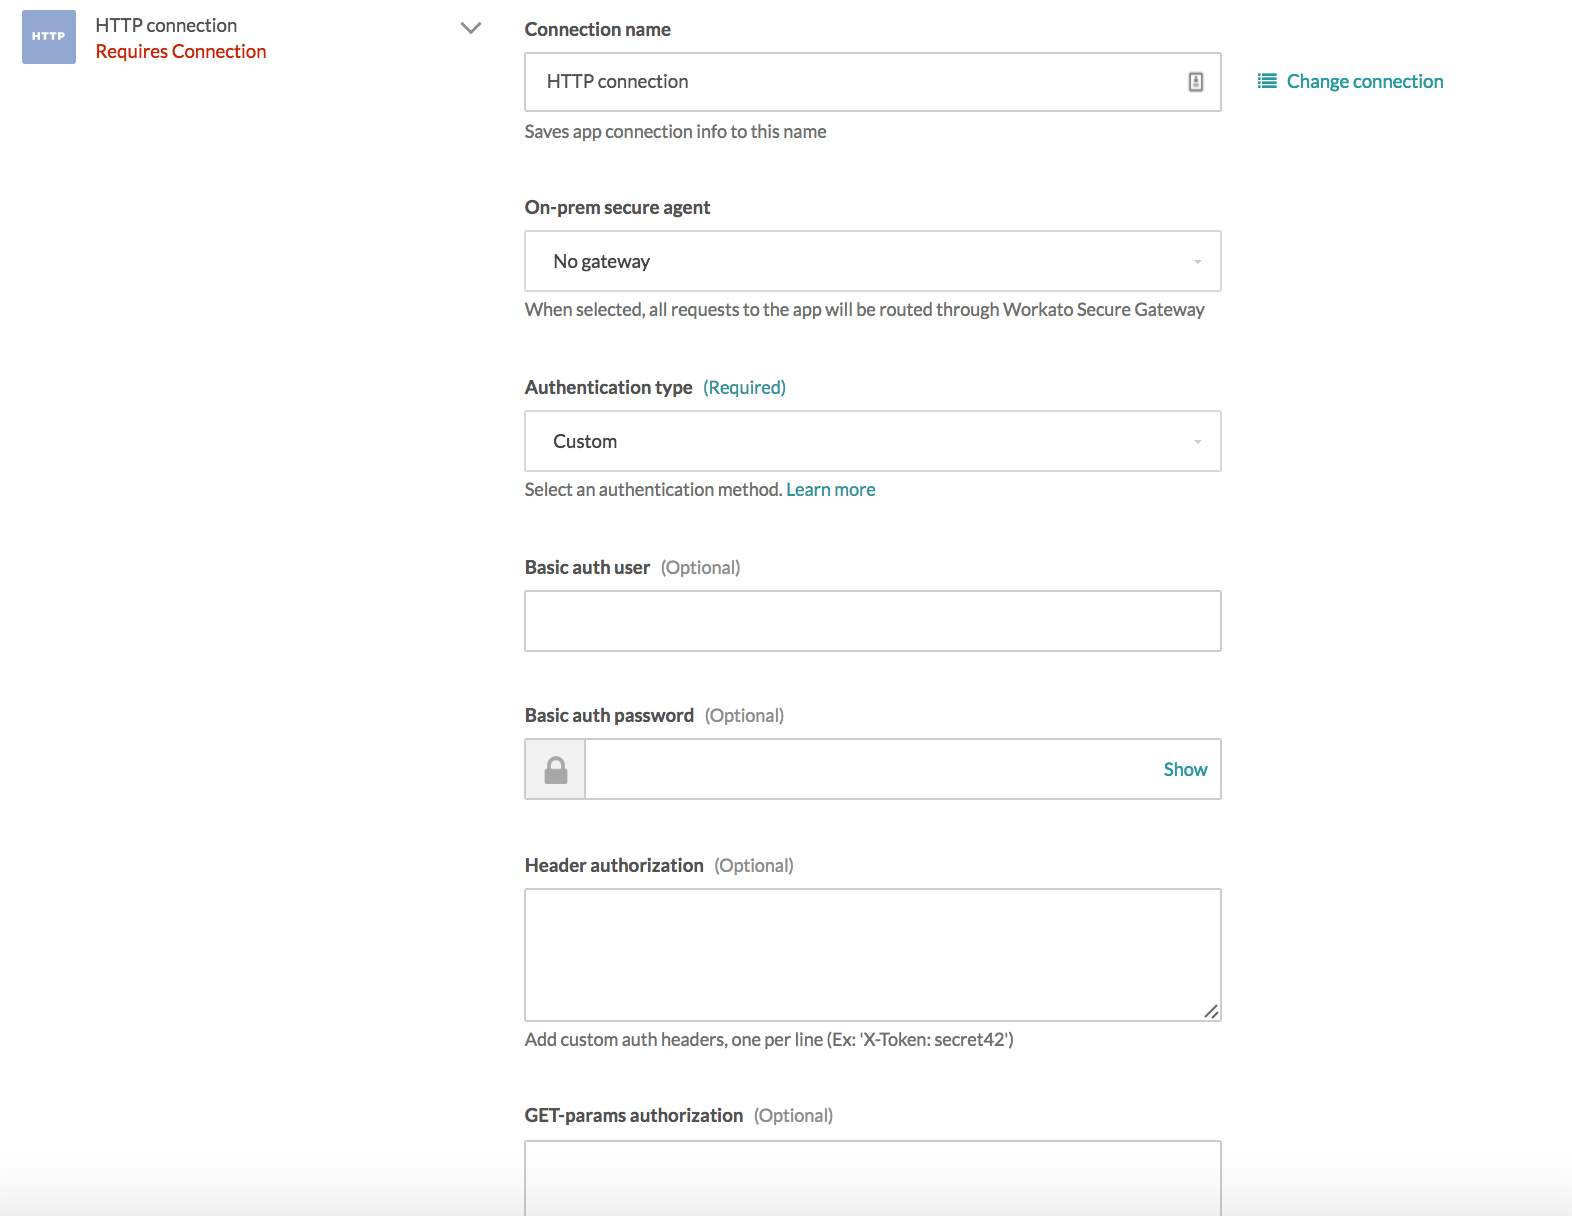 HTTP
HTTP connection
Requires Connection
Connection name
HTTP connection
Change connection
Saves app connection info to this name
On-prem secure agent
No gateway
When selected, all requests to the app will be routed through Workato Secure Gateway
Authentication type (Required)
Custom
Select an authentication method. Learn more
Basic auth user (Optional)
Basic auth password (Optional)
Show
Header authorization (Optional)
Add custom auth headers, one per line (Ex: 'X-Token: secret42')
GET-params authorization (Optional)